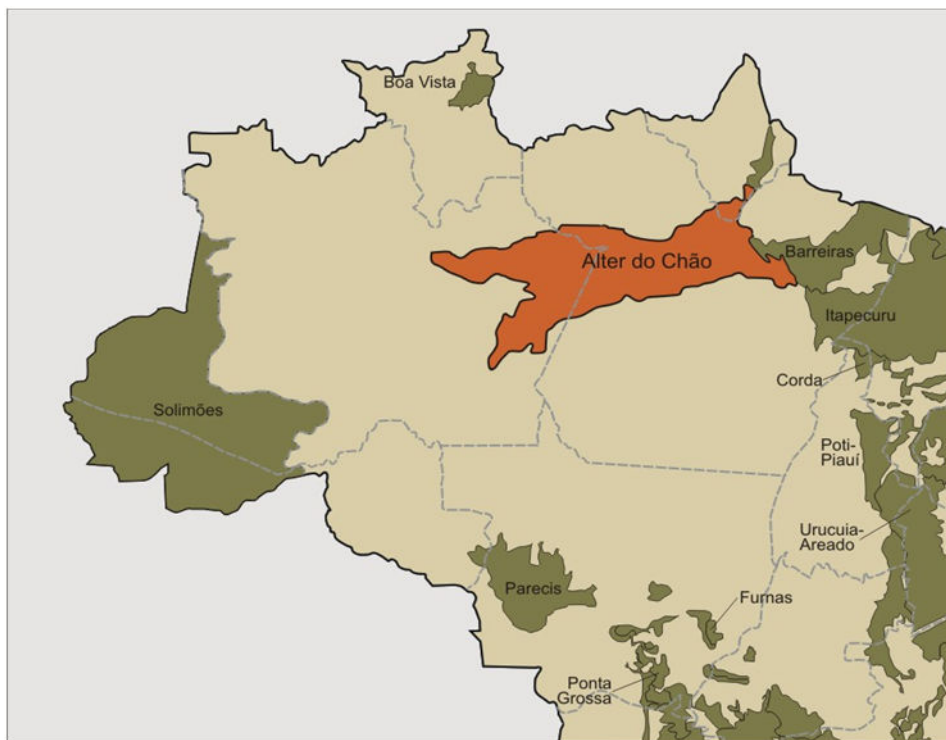 Boa Vista
Alter do Chão
Barreiras
Itapecuru
Corda
Solimões
Poti-
Piauí
Urucuia-
Areado
Parecis
Furnas
Ponta
Grossa